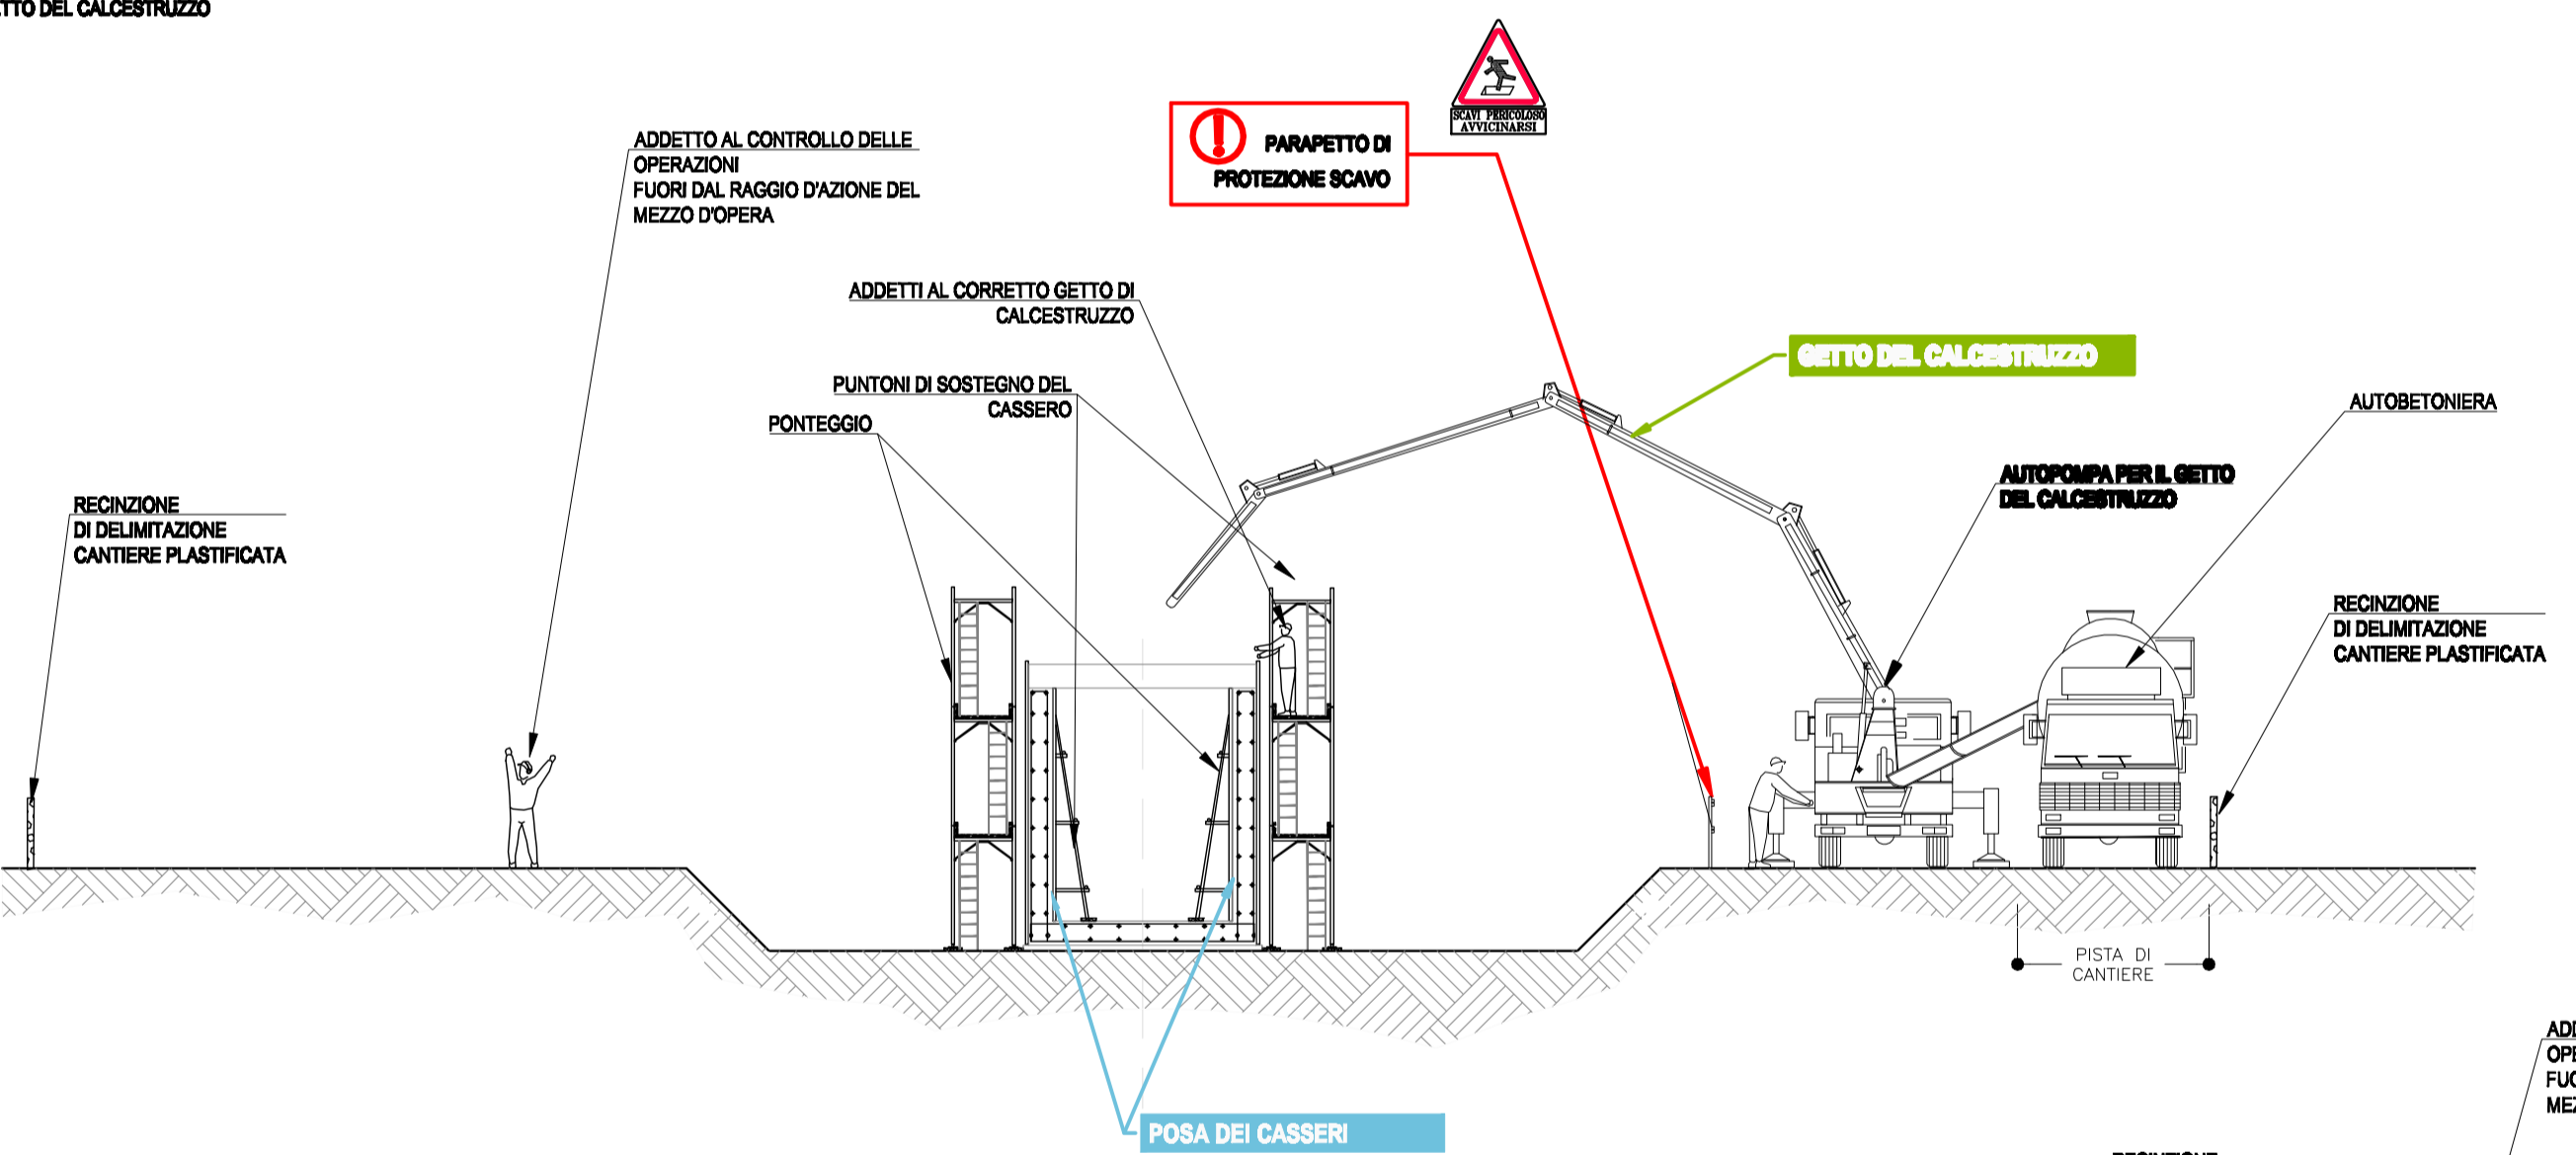 TTO DEL CALCESTRUZZO
SCAVI PERICOLOSO
AVVICINARSI
PARAPETTO DI
PROTEZIONE SCAVO
ADDETTO AL CONTROLLO DELLE
OPERAZIONI
FUORI DAL RAGGIO D'AZIONE DEL
MEZZO D'OPERA
ADDETTI AL CORRETTO GETTO DI
CALCESTRUZZO
GETTO DEL CALCESTRUZZO
PUNTONI DI SOSTEGNO DEL
CASSERO
PONTEGGIO
AUTOBETONIERA
AUTOPOMPA PER IL GETTO
DEL CALCESTRUZZO
RECINZIONE
DI DELIMITAZIONE
CANTIERE PLASTIFICATA
RECINZIONE
DI DELIMITAZIONE
CANTIERE PLASTIFICATA
PISTA DI
CANTIERE
POSA DEI CASSERI